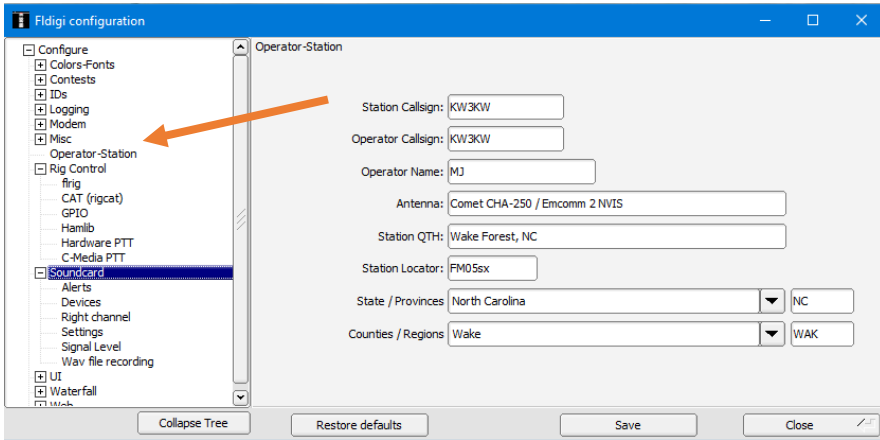 Fldigi configuration
Configure
Colors-Fonts
Contests
IDs
Logging
Modem
Misc
Operator-Station
Rig Control
flrig
CAT (rigcat)
GPIO
Hamlib
Hardware PTT
C-Media PTT
Soundcard
Alerts
Devices
Right channel
Settings
Signal Level
Wav file recording
UI
Waterfall
Web
Collapse Tree
Operator-Station
Station Callsign: KW3KW
Operator Callsign: KW3KW
Operator Name: MJ
Antenna: Comet CHA-250 / Emcomm 2 NVIS
Station QTH: Wake Forest, NC
Station Locator: FM05sx
State / Provinces North Carolina NC
Counties / Regions Wake WAK
Restore defaults Save Close